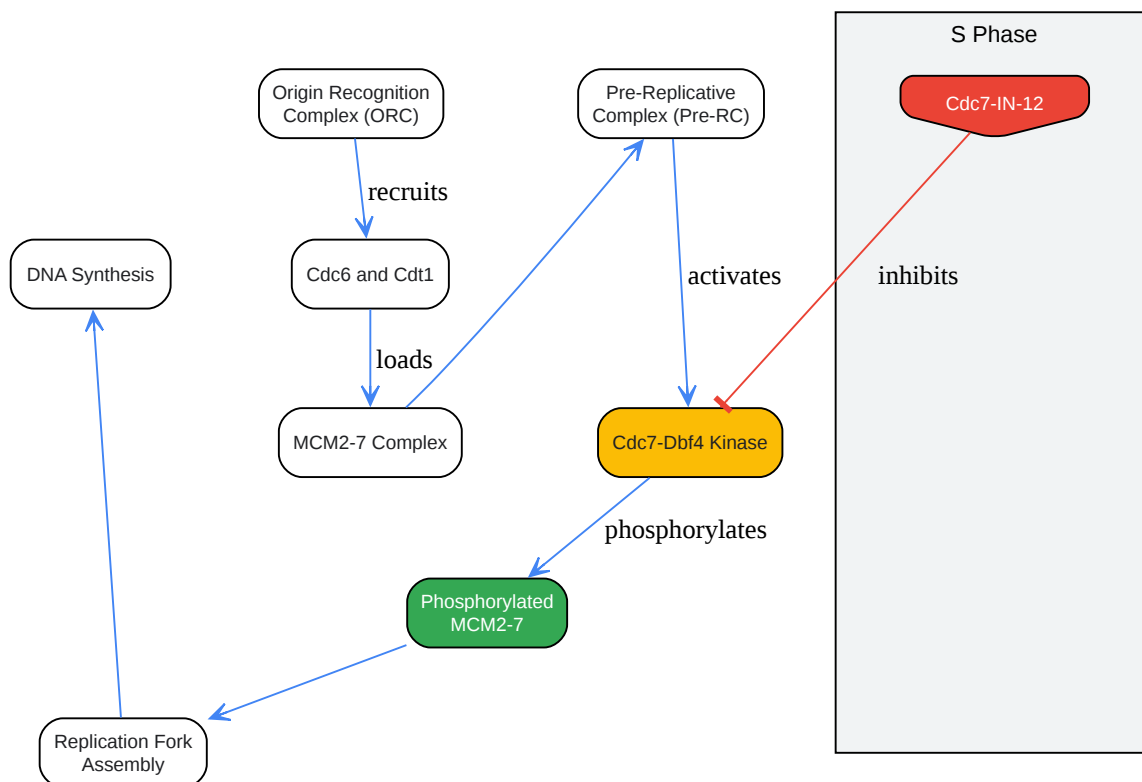 S Phase
Origin Recognition
Complex (ORC)
Pre-Replicative
Complex (Pre-RC)
Cdc7-IN-12
recruits
DNA Synthesis
Cdc6 and Cdt1
activates
inhibits
loads
MCM2-7 Complex
Cdc7-Dbf4 Kinase
phosphorylates
Phosphorylated
MCM2-7
Replication Fork
Assembly